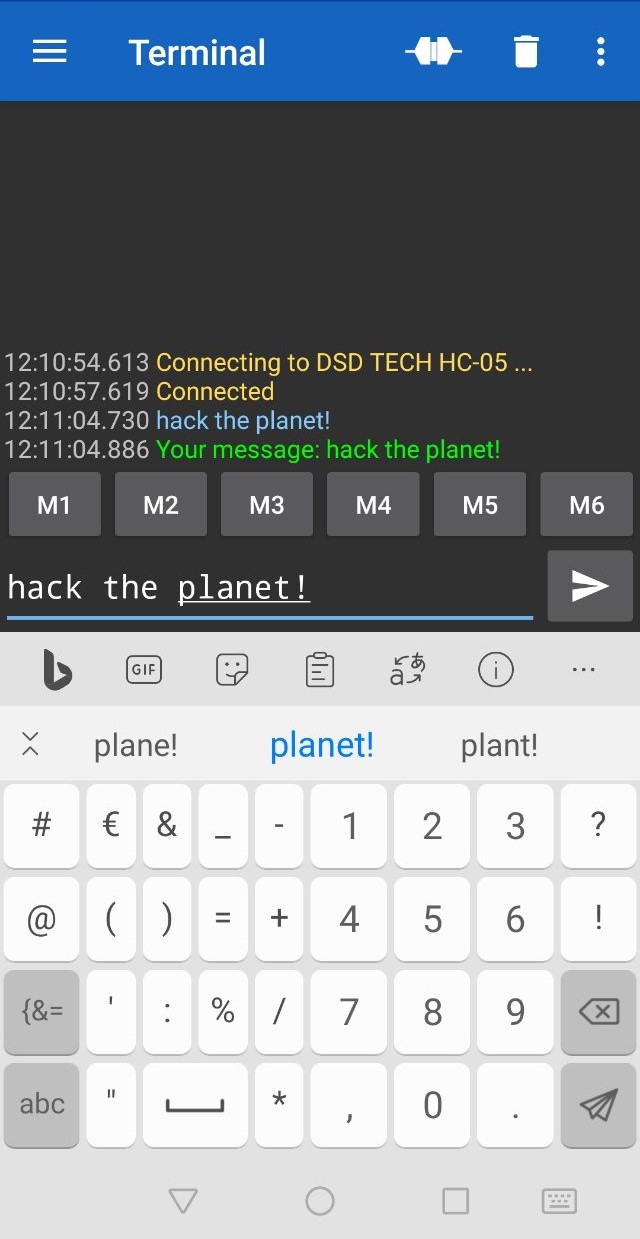 Terminal
12:10:54.613 Connecting to DSD TECH HC-05 ...
12:10:57.619 Connected
12:11:04.730 hack the planet!
12:11:04.886 Your message: hack the planet!
M1 M2 M3 M4 M5 M6
hack the planet!
GIF aあ i ...
plane! planet! plant!
# € & _ - 1 2 3 ?
@ ( ) = + 4 5 6 !
{&= ' : % / 7 8 9
abc " * , 0 .